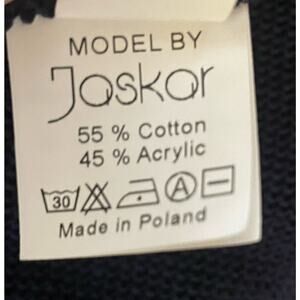 MODEL BY
Jaskar
55 % Cotton
45 % Acrylic
30 A
Made in Poland